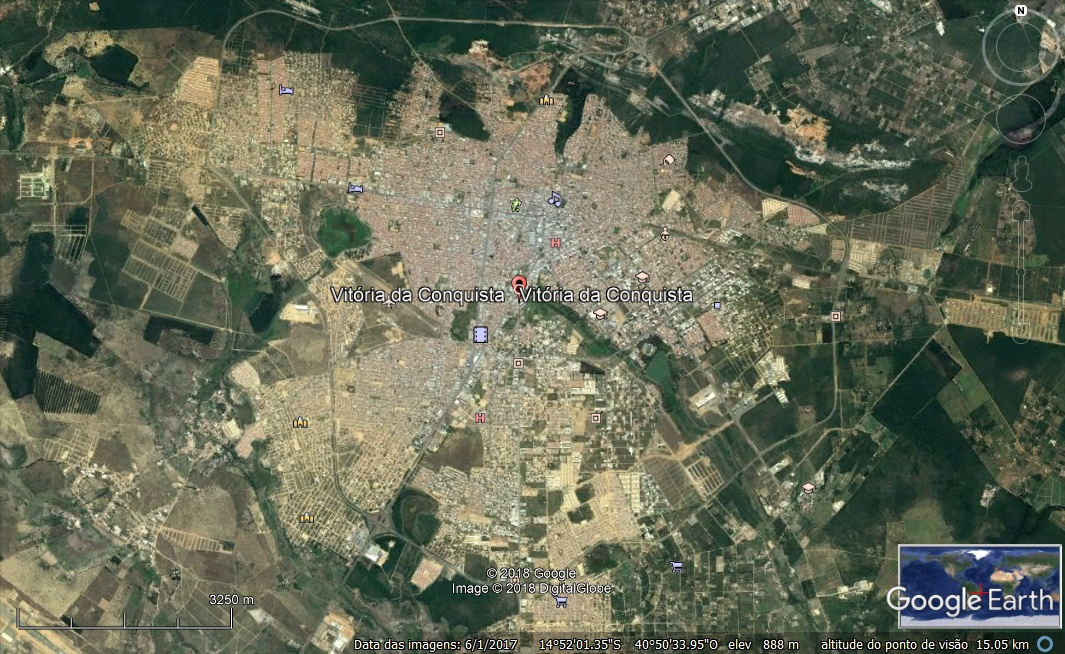 N
H
Vitória da Conquista Vitória da Conquista
H
© 2018 Google
Image © 2018 DigitalGlobe
Google Earth
3250 m
Data das imagens: 6/1/2017 14°52'01.35"S 40°50'33.95"O elev 888 m altitude do ponto de visão 15.05 km